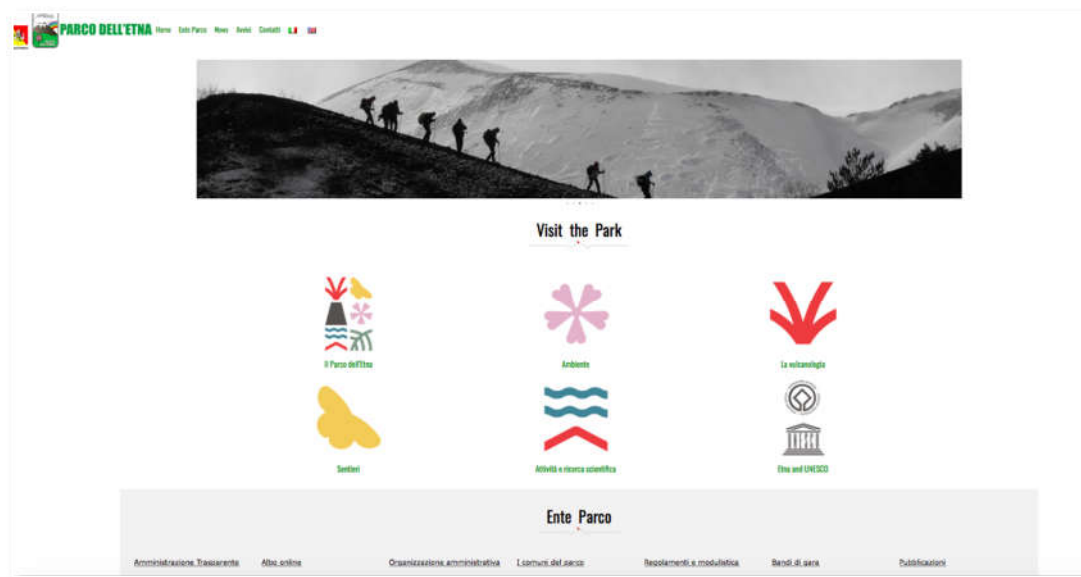 PARCO DELL'ETNA Home Ente Parco News Avvisi Contatti
Visit the Park
Il Parco dell'Etna Ambiente La vulcanologia
Sentieri Attività e ricerca scientifica Etna and UNESCO
Ente Parco
Amministrazione Trasparente Albo online Organizzazione amministrativa I comuni del parco Regolamenti e modulistica Bandi di gara Pubblicazioni